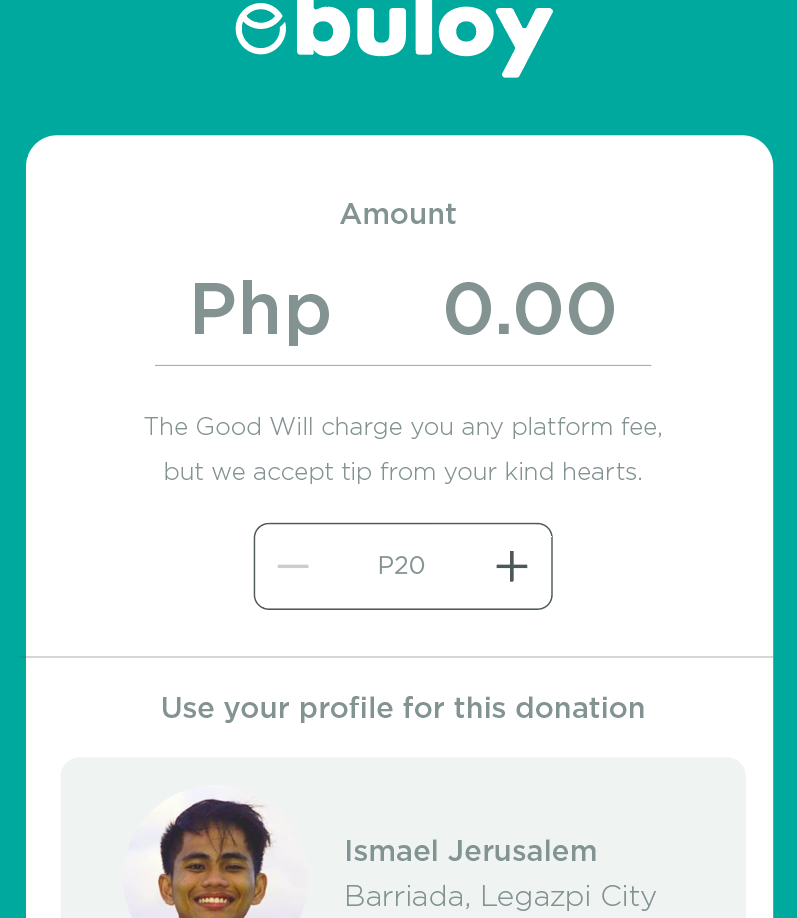 ebuloy
Amount
Php 0.00
The Good Will charge you any platform fee,
but we accept tip from your kind hearts.
— P20 +
Use your profile for this donation
Ismael Jerusalem
Barriada, Legazpi City